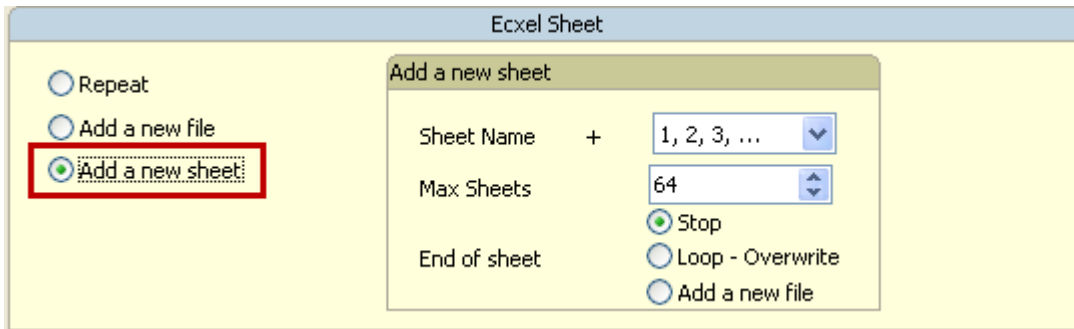 Ecxel Sheet
Repeat
Add a new file
Add a new sheet
Add a new sheet
Sheet Name + 1, 2, 3, ...
Max Sheets 64
End of sheet
Stop
Loop - Overwrite
Add a new file